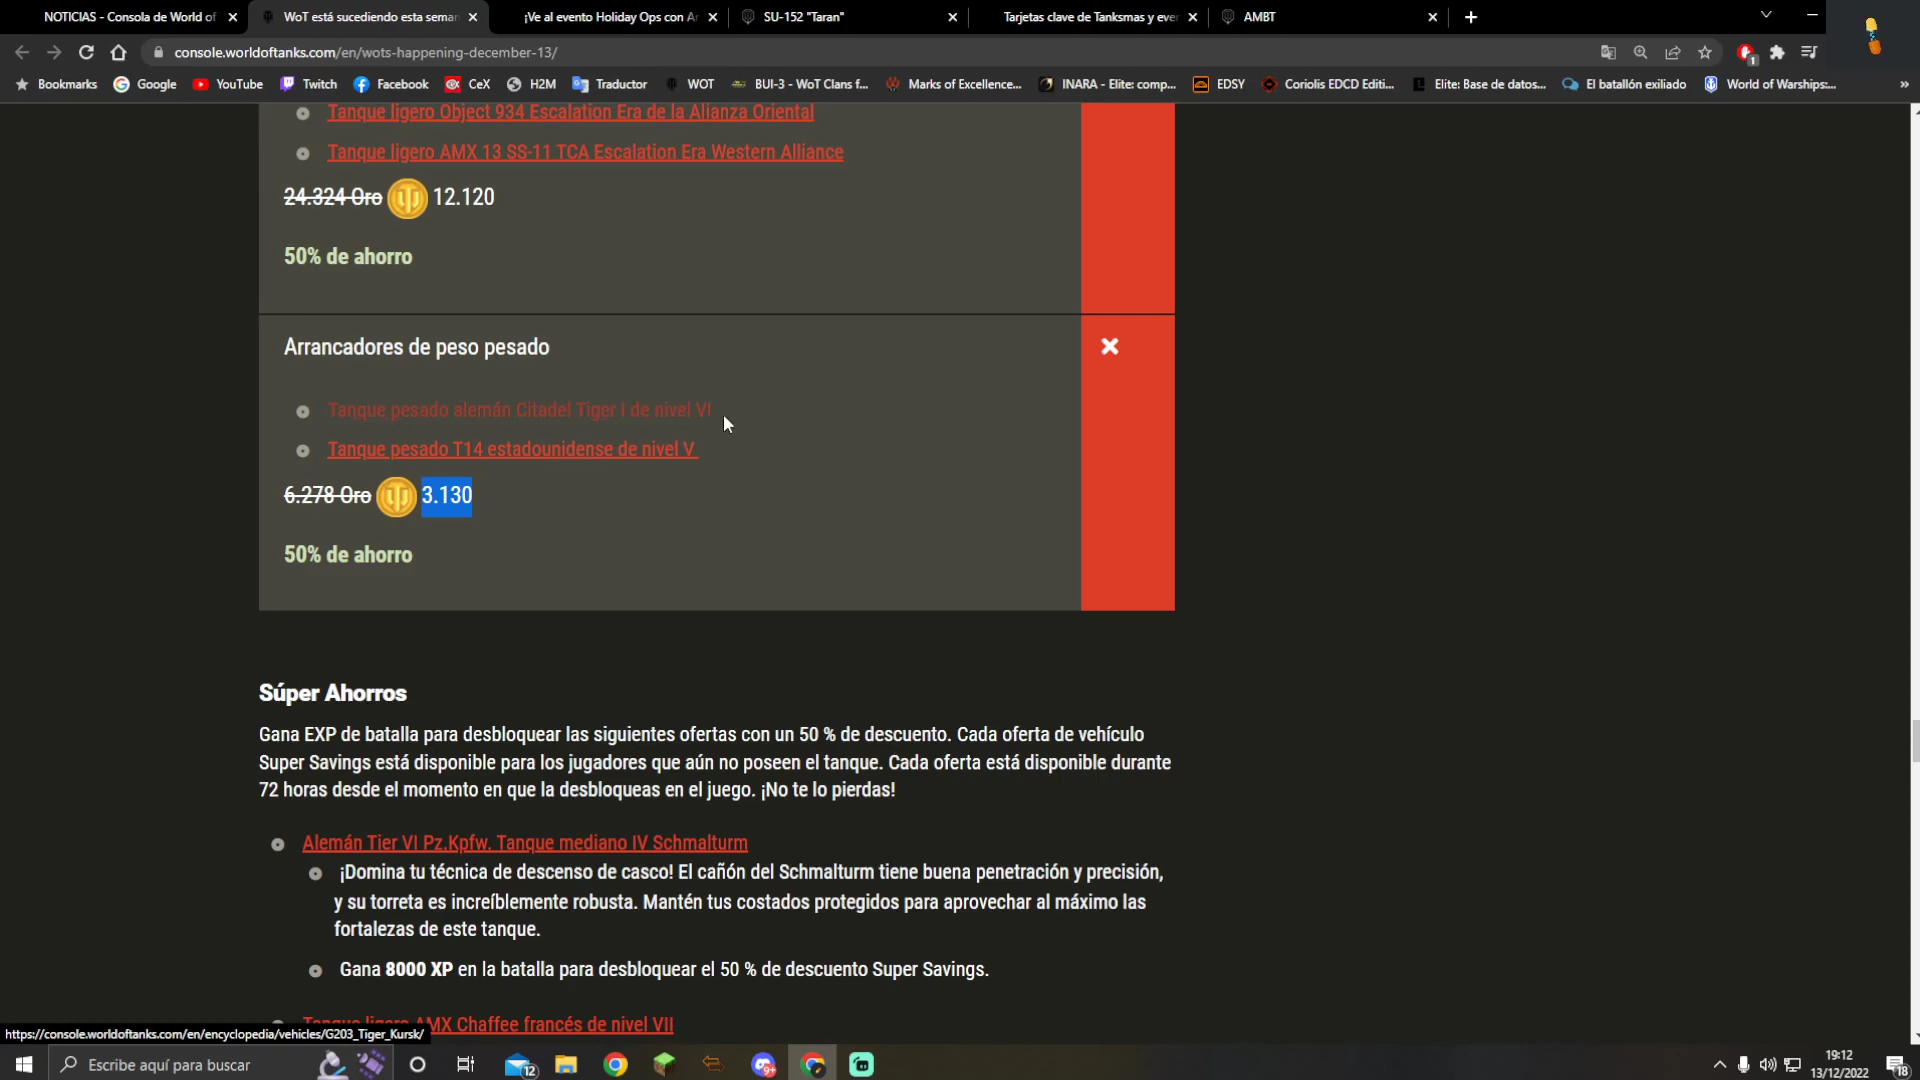 NOTICIAS - Consola de World of
WoT está sucediendo esta semar
¡Ve al evento Holiday Ops con Ar
SU-152 "Taran"
Tarjetas clave de Tanksmas y ever
AMBT
console.worldoftanks.com/en/wots-happening-december-13/
Bookmarks
Google
YouTube
Twitch
Facebook
CeX
H2M
Traductor
WOT
BUI-3 - WoT Clans f...
Marks of Excellence...
INARA - Elite: comp...
EDSY
Coriolis EDCD Editi...
Elite: Base de datos...
El batallón exiliado
World of Warships:...
»
Tanque ligero Object 934 Escalation Era de la Alianza Oriental
Tanque ligero AMX 13 SS-11 TCA Escalation Era Western Alliance
24.324 Oro 12.120
50% de ahorro
Arrancadores de peso pesado
Tanque pesado alemán Citadel Tiger I de nivel VI
Tanque pesado T14 estadounidense de nivel V
6.278 Oro 3.130
50% de ahorro
Súper Ahorros
Gana EXP de batalla para desbloquear las siguientes ofertas con un 50 % de descuento. Cada oferta de vehículo
Super Savings está disponible para los jugadores que aún no poseen el tanque. Cada oferta está disponible durante
72 horas desde el momento en que la desbloqueas en el juego. ¡No te lo pierdas!
Alemán Tier VI Pz.Kpfw. Tanque mediano IV Schmalturm
¡Domina tu técnica de descenso de casco! El cañón del Schmalturm tiene buena penetración y precisión,
y su torreta es increíblemente robusta. Mantén tus costados protegidos para aprovechar al máximo las
fortalezas de este tanque.
Gana 8000 XP en la batalla para desbloquear el 50 % de descuento Super Savings.
Tanque ligero AMX Chaffee francés de nivel VII
https://console.worldoftanks.com/en/encyclopedia/vehicles/G203_Tiger_Kursk/
Escribe aquí para buscar
12
9+
19:12
13/12/2022
18